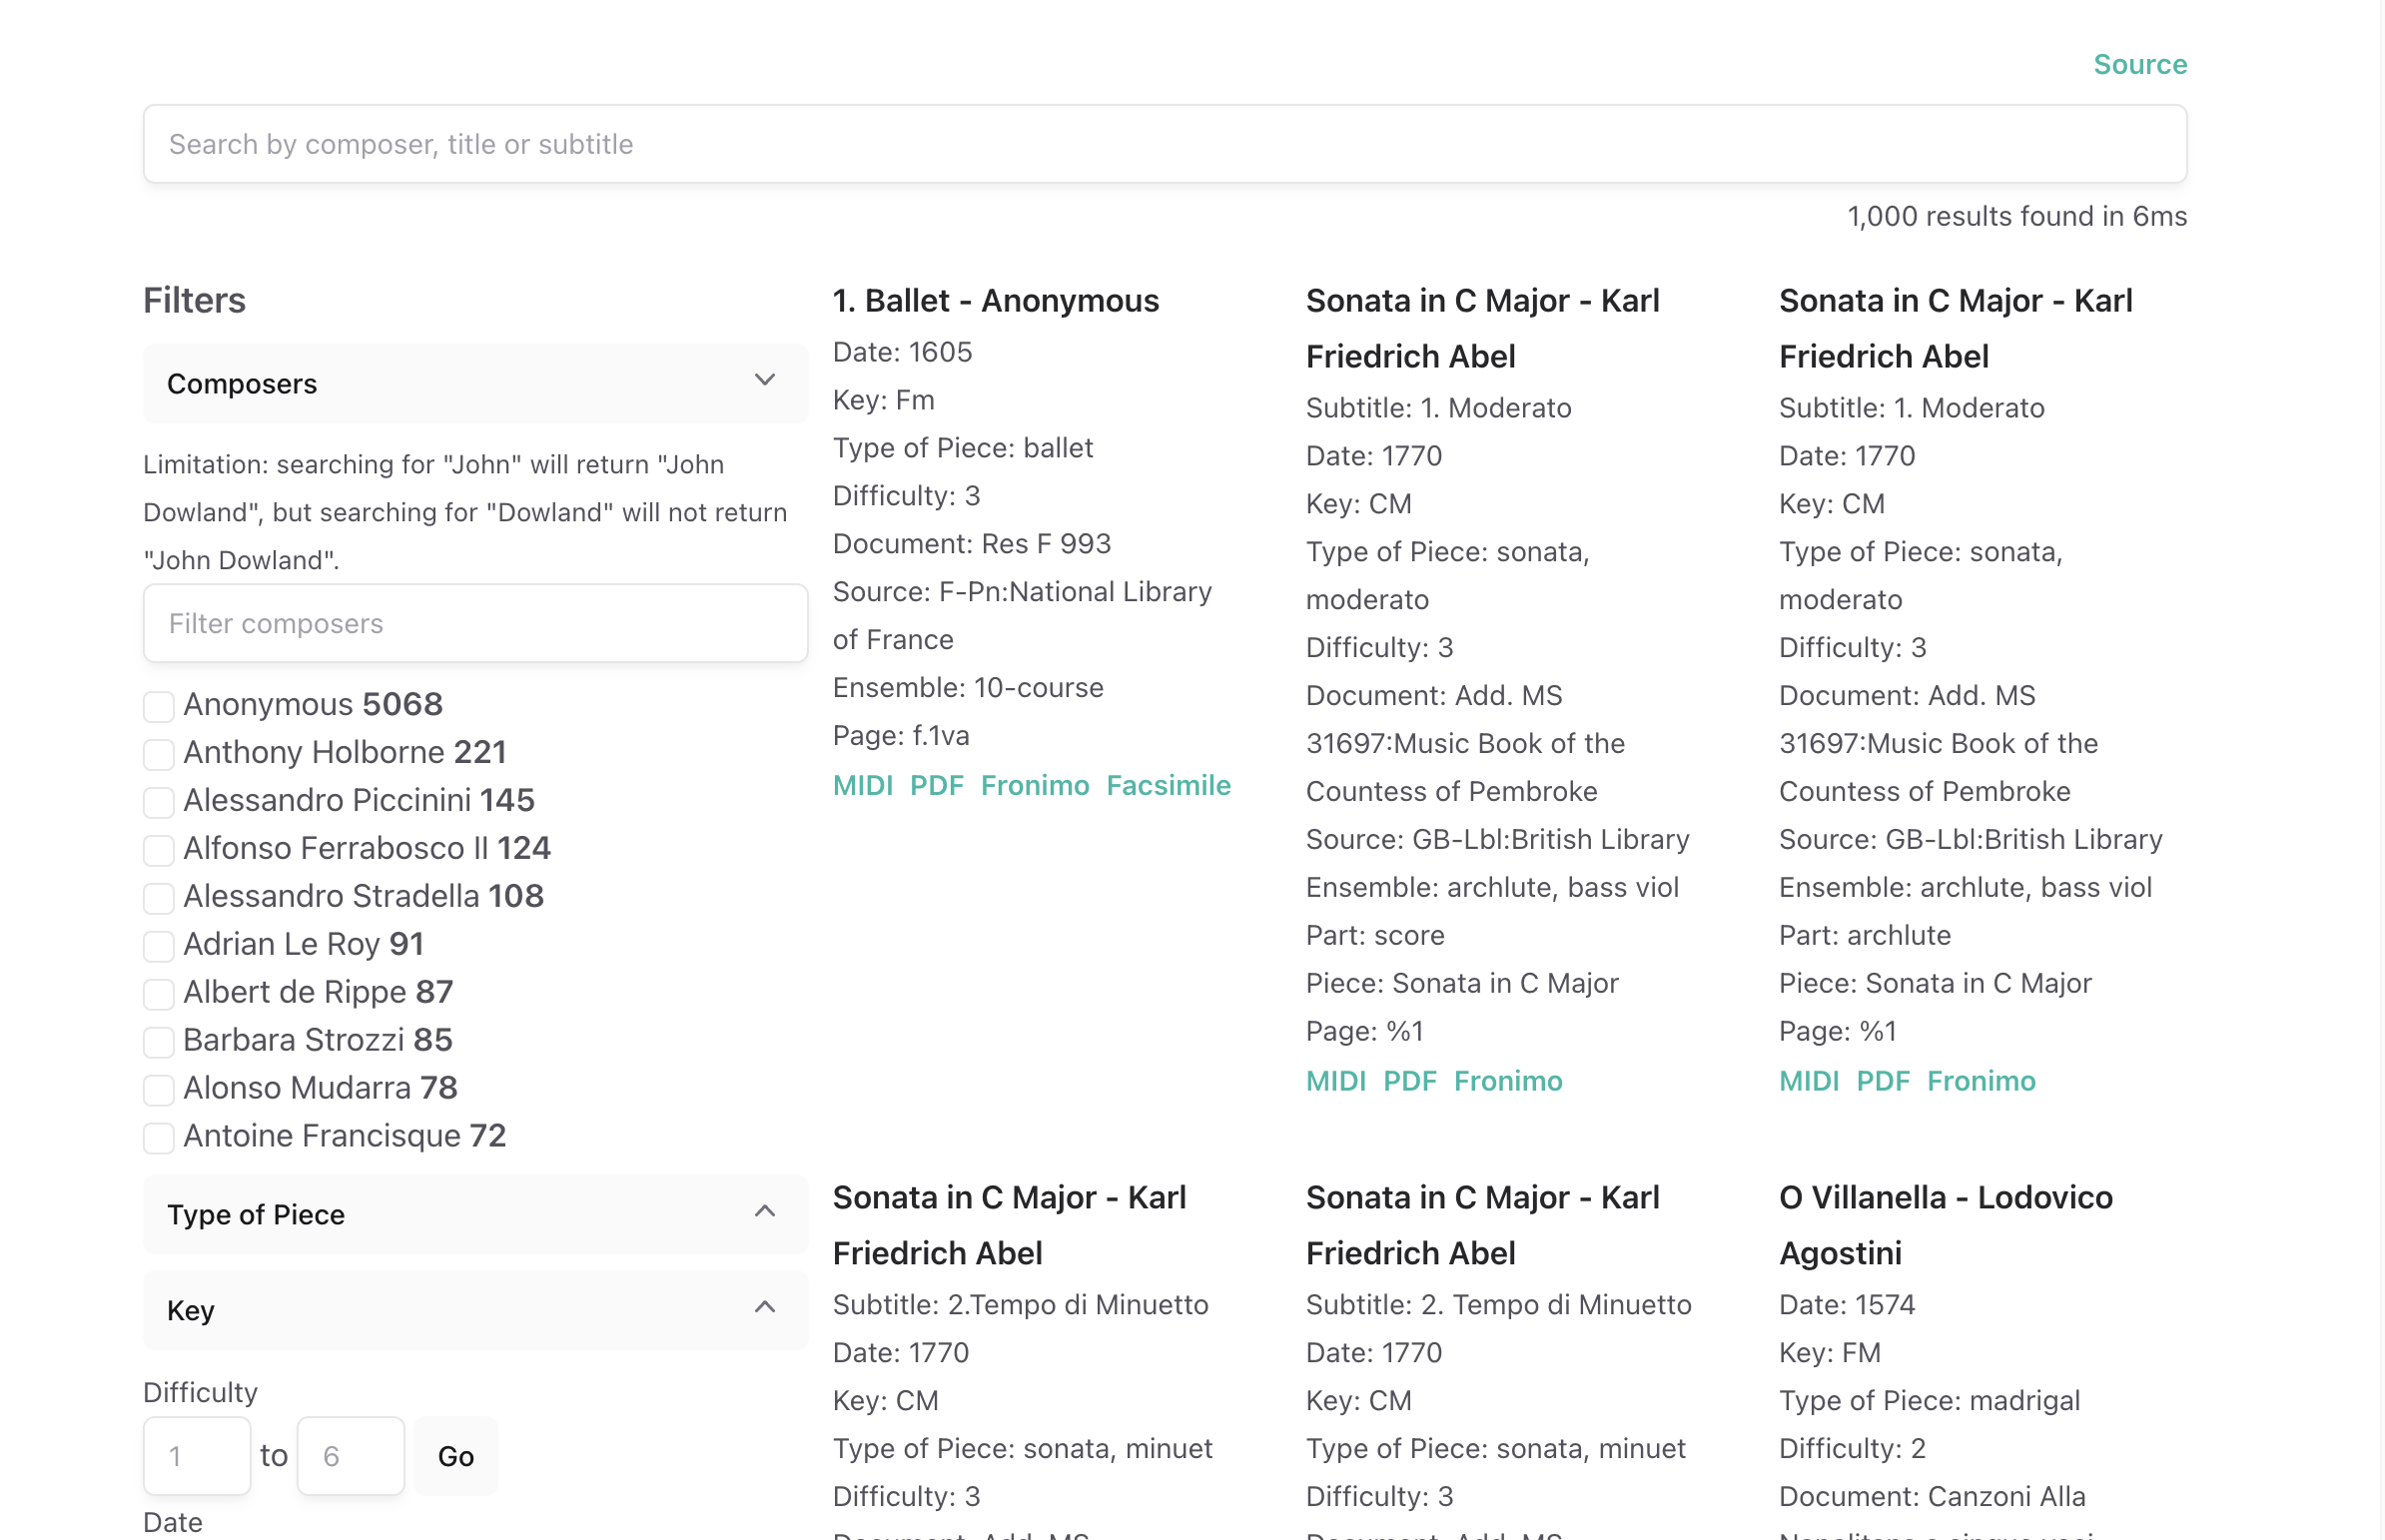 Source
Search by composer, title or subtitle
1,000 results found in 6ms
Filters
Composers
Limitation: searching for "John" will return "John
Dowland", but searching for "Dowland" will not return
"John Dowland".
Filter composers
Anonymous 5068
Anthony Holborne 221
Alessandro Piccinini 145
Alfonso Ferrabosco II 124
Alessandro Stradella 108
Adrian Le Roy 91
Albert de Rippe 87
Barbara Strozzi 85
Alonso Mudarra 78
Antoine Francisque 72
Type of Piece
Key
Difficulty
1 to 6 Go
Date
1. Ballet - Anonymous
Date: 1605
Key: Fm
Type of Piece: ballet
Difficulty: 3
Document: Res F 993
Source: F-Pn:National Library
of France
Ensemble: 10-course
Page: f.1va
MIDI PDF Fronimo Facsimile
Sonata in C Major - Karl
Friedrich Abel
Subtitle: 1. Moderato
Date: 1770
Key: CM
Type of Piece: sonata,
moderato
Difficulty: 3
Document: Add. MS
31697:Music Book of the
Countess of Pembroke
Source: GB-Lbl:British Library
Ensemble: archlute, bass viol
Part: score
Piece: Sonata in C Major
Page: %1
MIDI PDF Fronimo
Sonata in C Major - Karl
Friedrich Abel
Subtitle: 1. Moderato
Date: 1770
Key: CM
Type of Piece: sonata,
moderato
Difficulty: 3
Document: Add. MS
31697:Music Book of the
Countess of Pembroke
Source: GB-Lbl:British Library
Ensemble: archlute, bass viol
Part: archlute
Piece: Sonata in C Major
Page: %1
MIDI PDF Fronimo
Sonata in C Major - Karl
Friedrich Abel
Subtitle: 2.Tempo di Minuetto
Date: 1770
Key: CM
Type of Piece: sonata, minuet
Difficulty: 3
Document: Add. MS
Sonata in C Major - Karl
Friedrich Abel
Subtitle: 2. Tempo di Minuetto
Date: 1770
Key: CM
Type of Piece: sonata, minuet
Difficulty: 3
Document: Add. MS
O Villanella - Lodovico
Agostini
Date: 1574
Key: FM
Type of Piece: madrigal
Difficulty: 2
Document: Canzoni Alla